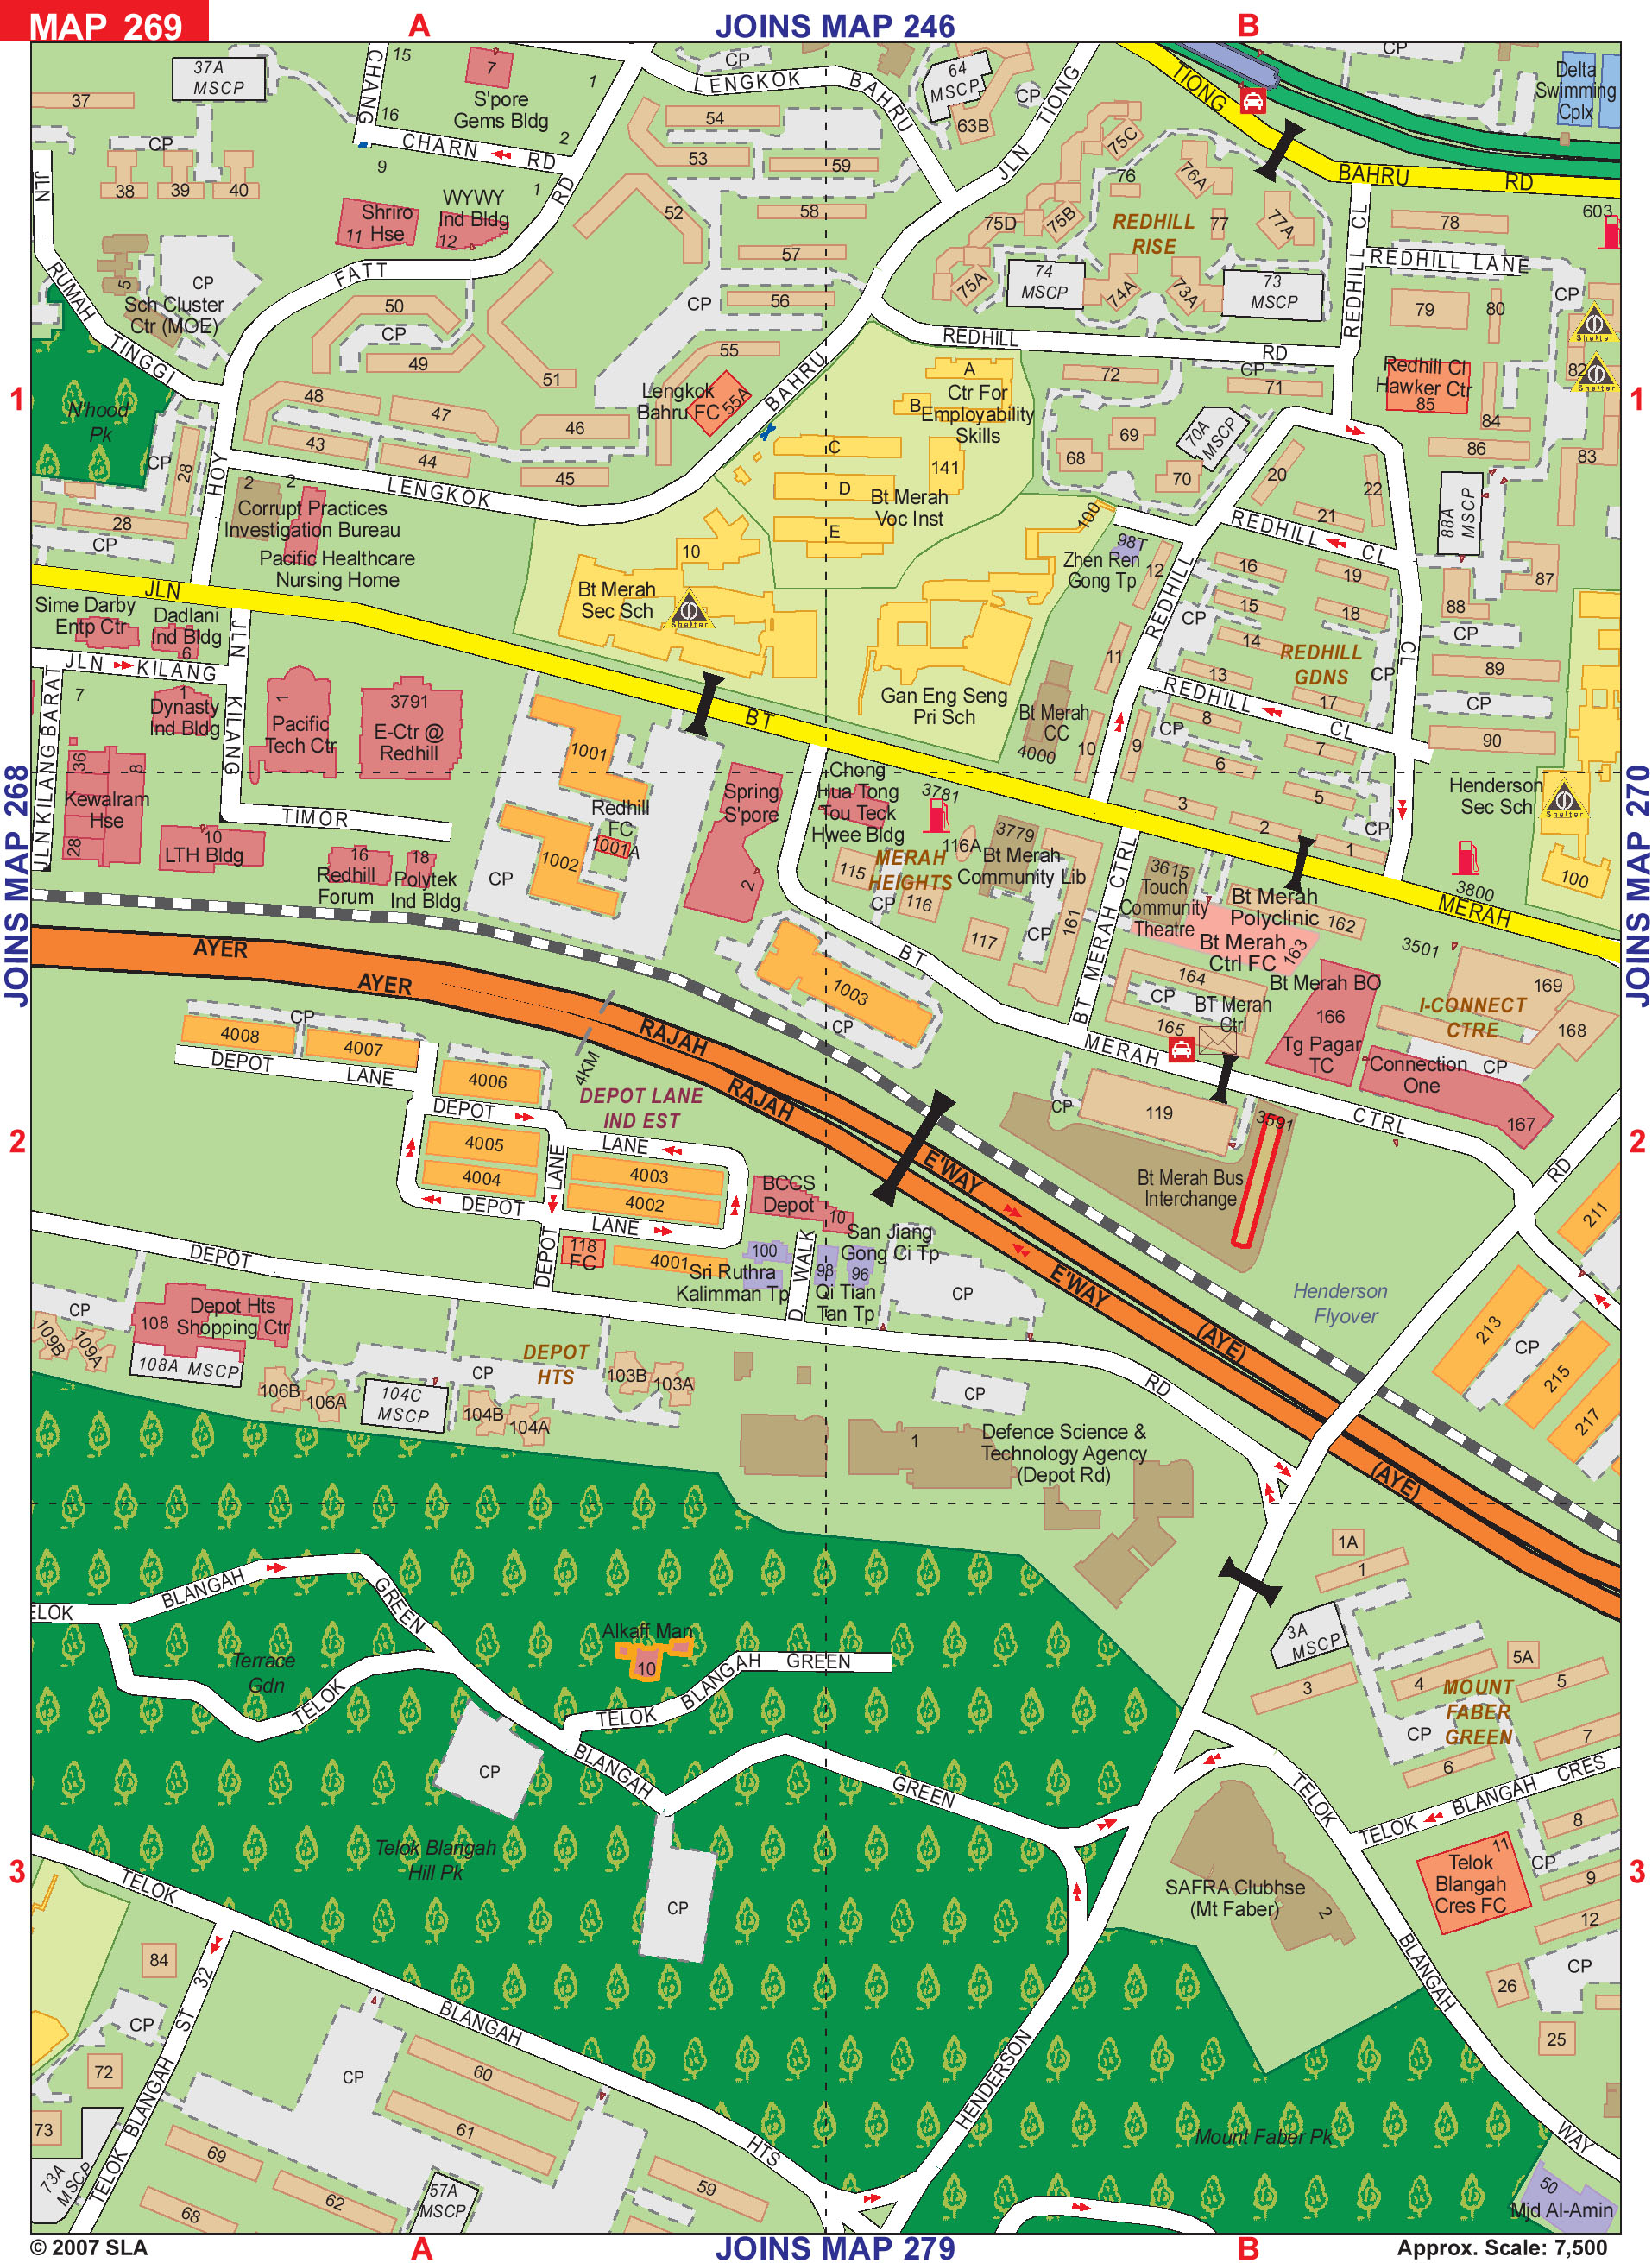 MAP 269
A
JOINS MAP 246
B
37A
MSCP
CHANG
15
7
1
S'pore
Gems Bldg
16
2
CHARN RD
37
CP
38
39
40
9
WYWY
Ind Bldg
1
12
Shriro
11 Hse
RD
CP
LENGKOK BAHRU
54
53
59
52
58
57
CP
56
55
64
MSCP
63B
CP
JLN TIONG
CP
TIONG
BAHRU RD
Delta
Swimming
Cplx
75C
76
76A
75D
75B
REDHILL
RISE
77
77A
75A
74
MSCP
74A
73A
73
MSCP
REDHILL CL
78
603
REDHILL LANE
79
80
CP
Shelter
82
Shelter
JLN
RUMAH
TINGGI
5
Sch Cluster
Ctr (MOE)
CP
FATT
50
CP
49
51
1
N'hood
Pk
48
47
46
43
44
45
LENGKOK
BAHRU
Lengkok
Bahru FC 55A
REDHILL RD
A
Ctr For
Employability
Skills
B
C
D
E
141
Bt Merah
Voc Inst
72
CP
71
69
68
70
70A
MSCP
Redhill Cl
Hawker Ctr
85
84
86
83
1
CP
28
HOY
28
CP
2
2
Corrupt Practices
Investigation Bureau
Pacific Healthcare
Nursing Home
10
Bt Merah
Sec Sch
Shelter
400
98T
Zhen Ren
Gong Tp
12
20
22
21
REDHILL CL
88A
MSCP
87
88
CP
16
19
15
18
CP
14
REDHILL
GDNS
13
CP
17
REDHILL
11
CL
89
CP
90
REDHILL CL
8
CP
7
6
9
10
Gan Eng Seng
Pri Sch
Bt Merah
CC
4000
JLN
BT
MERAH
Sime Darby
Entp Ctr
Dadlani
Ind Bldg
6
JLN KILANG
7
1
Dynasty
Ind Bldg
JLN
KILANG
TIMOR
JLN KILANG BARAT
1
Pacific
Tech Ctr
3791
E-Ctr @
Redhill
36
8
Kewalram
Hse
28
10
LTH Bldg
16
Redhill
Forum
18
Polytek
Ind Bldg
1001
Redhill
FC
1001A
1002
CP
Spring
S'pore
2
Chong
Hua Tong
Tou Teck
Hwee Bldg
3781
116A
115
MERAH
HEIGHTS
CP
116
117
3779
Bt Merah
Community Lib
CP
161
BT MERAH CTRL
3
5
2
CP
1
3615
Touch
Community
Theatre
Bt Merah
Polyclinic
162
Bt Merah
Ctrl FC
163
164
CP
165
BT Merah
Ctrl
Henderson
Sec Sch
Shelter
100
3800
3501
Bt Merah BO
166
Tg Pagar
TC
I-CONNECT
CTRE
169
168
CP
Connection
One
167
JOINS MAP 268
JOINS MAP 270
AYER
AYER
RAJAH
RAJAH
E'WAY
E'WAY
(AYE)
(AYE)
4KM
1003
CP
BT
MERAH
CTRL
CP
119
3591
Bt Merah Bus
Interchange
4008
CP
4007
DEPOT LANE
4006
DEPOT LANE
DEPOT LANE
IND EST
4005
4004
4003
4002
LANE
DEPOT LANE
2
2
BCCS
Depot
10
San Jiang
Gong Ci Tp
118
FC
4001
DEPOT
100
Sri Ruthra
Kalimman Tp
D WALK
98
96
Qi Tian
Tan Tp
CP
DEPOT
RD
CP
108
Depot Hts
Shopping Ctr
108A MSCP
109B
109A
106B
106A
104C
MSCP
CP
DEPOT
HTS
104B
104A
103B
103A
CP
1
Defence Science &
Technology Agency
(Depot Rd)
Henderson
Flyover
RD
211
213
CP
215
217
1A
1
3A
MSCP
3
4
5A
5
MOUNT
FABER
GREEN
CP
6
7
TELOK BLANGAH CRES
8
11
Telok
Blangah
Cres FC
CP
9
12
CP
26
25
ELOK
BLANGAH
GREEN
Terrace
Gdn
TELOK
Alkaff Man
10
TELOK BLANGAH GREEN
BLANGAH
GREEN
CP
CP
Telok Blangah
Hill Pk
SAFRA Clubhse
(Mt Faber)
2
TELOK
BLANGAH
WAY
3
3
TELOK
BLANGAH
HTS
84
TELOK BLANGAH ST 32
CP
72
73
73A
MSCP
CP
60
61
69
62
68
57A
MSCP
59
HENDERSON
Mount Faber Pk
50
Mjd Al-Amin
© 2007 SLA
A
JOINS MAP 279
B
Approx. Scale: 7,500